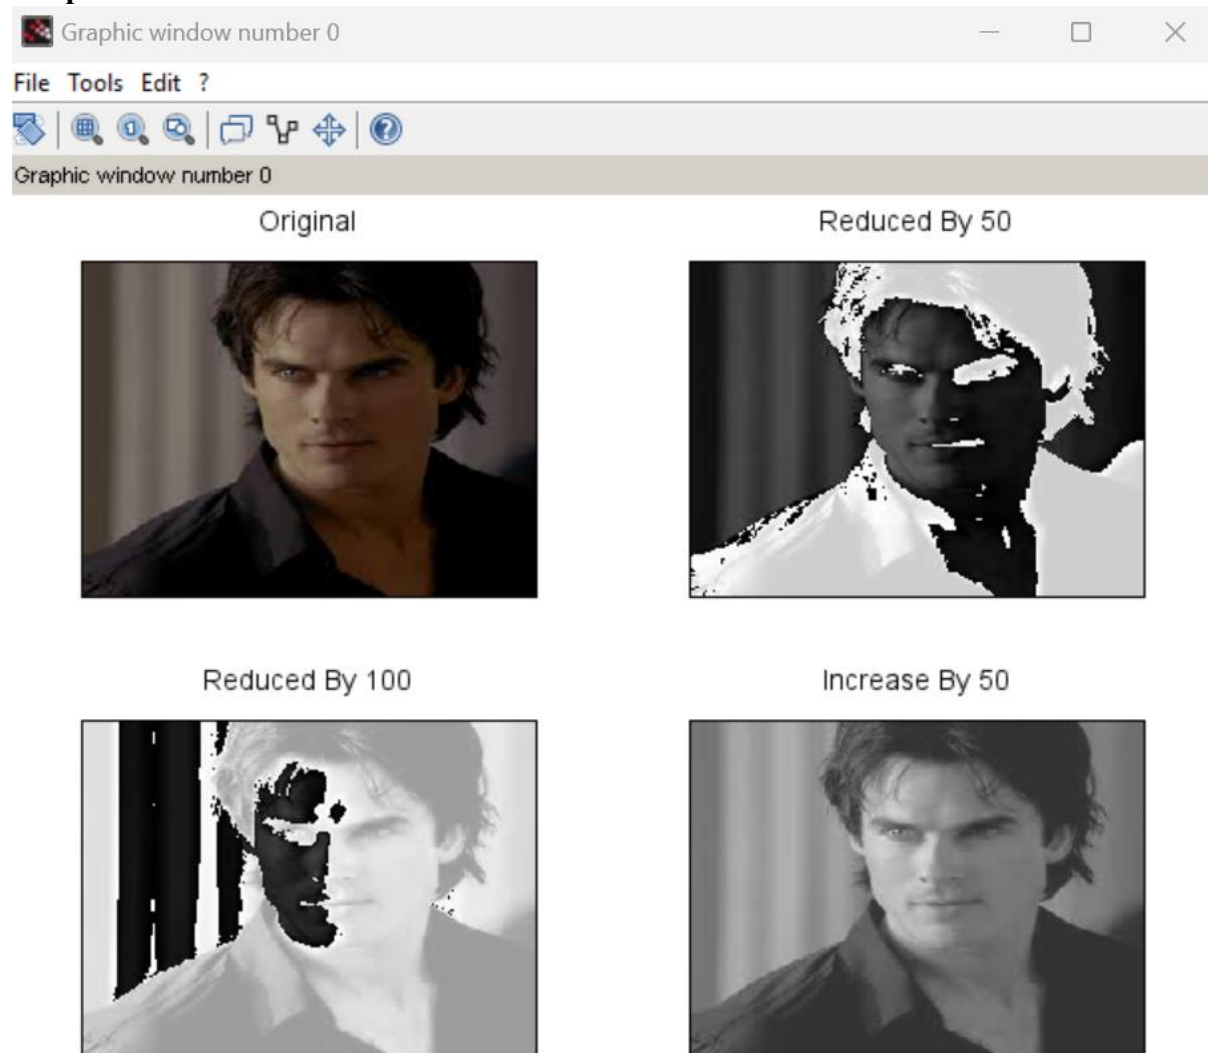 Graphic window number 0
File Tools Edit ?
Graphic window number 0
Original
Reduced By 50
Reduced By 100
Increase By 50